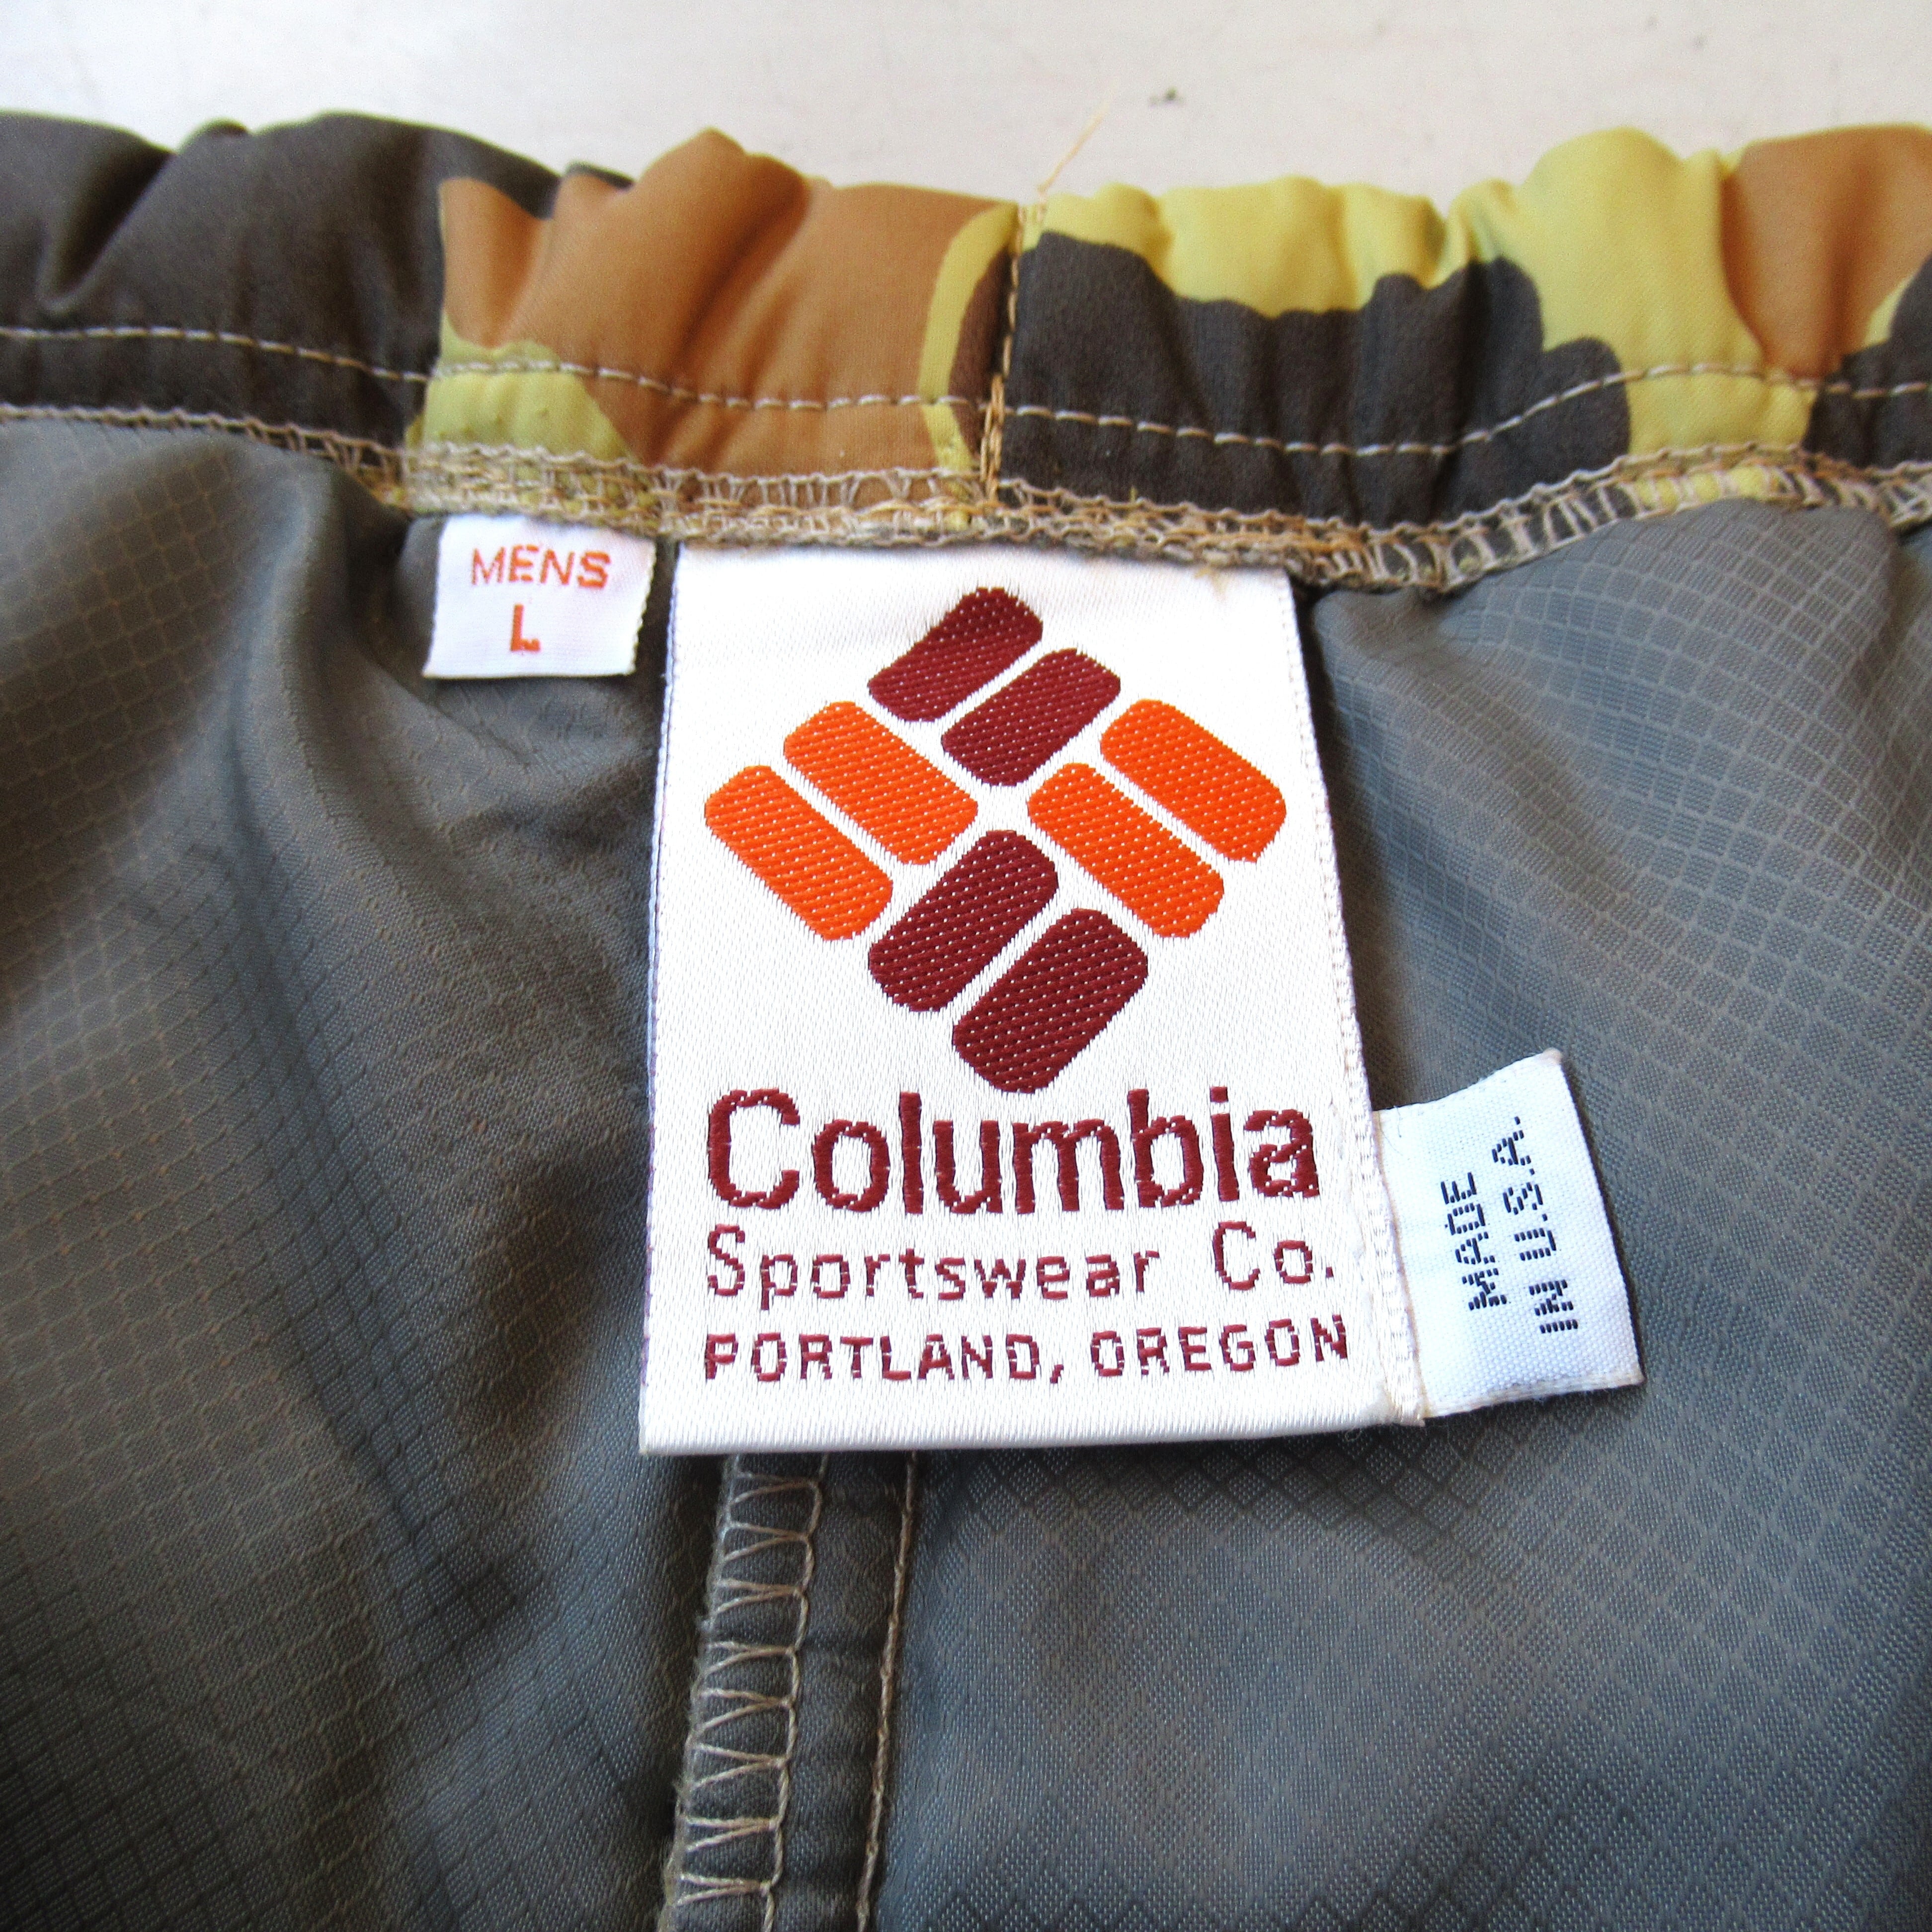 MENS
L
Columbia
Sportswear Co.
PORTLAND, OREGON
MADE
IN U.S.A.